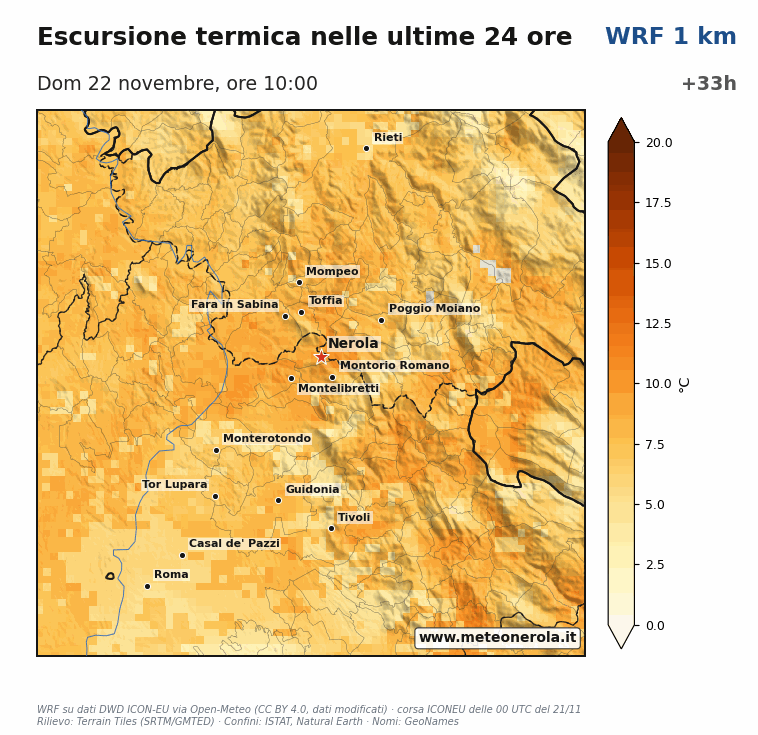 Escursione termica nelle ultime 24 ore
WRF 1 km
Dom 22 novembre, ore 10:00
+33h
Rieti
Mompeo
Fara in Sabina
Toffia
Poggio Moiano
Nerola
Montorio Romano
Montelibretti
Monterotondo
Tor Lupara
Guidonia
Tivoli
Casal de' Pazzi
Roma
www.meteonerola.it
20.0
17.5
15.0
12.5
10.0
7.5
5.0
2.5
0.0
°C
WRF su dati DWD ICON-EU via Open-Meteo (CC BY 4.0, dati modificati) · corsa ICONEU delle 00 UTC del 21/11
Rilievo: Terrain Tiles (SRTM/GMTED) · Confini: ISTAT, Natural Earth · Nomi: GeoNames